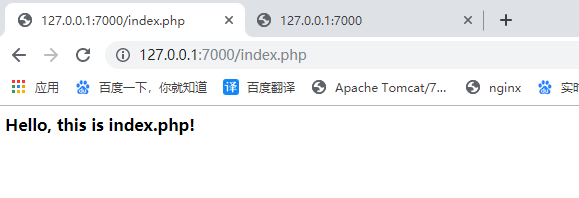 127.0.0.1:7000/index.php
127.0.0.1:7000
127.0.0.1:7000/index.php
应用 百度一下，你就知道 译 百度翻译 Apache Tomcat/7... nginx 实时
Hello, this is index.php!